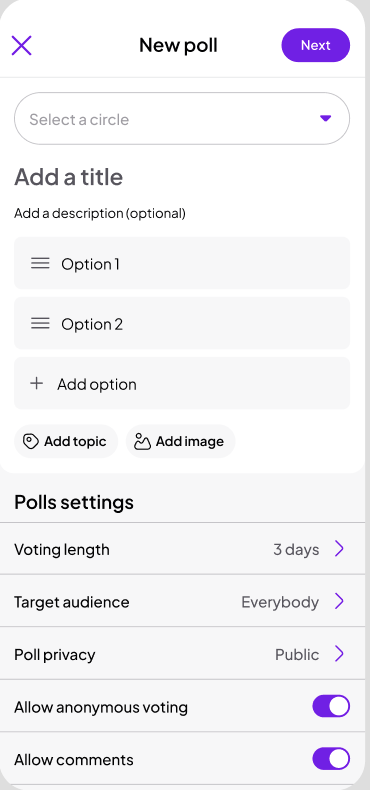 New poll
Next
Select a circle
Add a title
Add a description (optional)
Option 1
Option 2
Add option
Add topic
Add image
Polls settings
Voting length
3 days
Target audience
Everybody
Poll privacy
Public
Allow anonymous voting
Allow comments